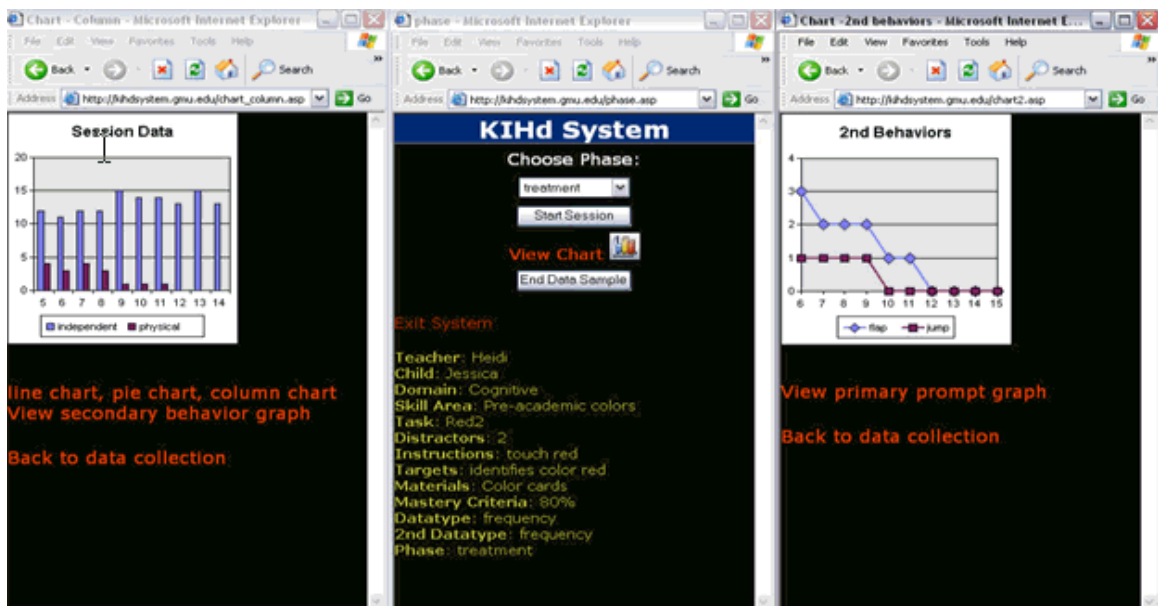 Chart - Column - Microsoft Internet Explorer
File Edit View Favorites Tools Help
Back Search
Address http://kihdsystem.gmu.edu/chart_column.asp Go
Session Data
20
15
10
5
0
5 6 7 8 9 10 11 12 13 14
independent physical
line chart, pie chart, column chart
View secondary behavior graph
Back to data collection
phase - Microsoft Internet Explorer
File Edit View Favorites Tools Help
Back Search
Address http://kihdsystem.gmu.edu/phase.asp Go
KIHd System
Choose Phase:
treatment
Start Session
View Chart
End Data Sample
Exit System
Teacher: Heidi
Child: Jessica
Domain: Cognitive
Skill Area: Pre-academic colors
Task: Red2
Distractors: 2
Instructions: touch red
Targets: identifies color red
Materials: Color cards
Mastery Criteria: 80%
Datatype: frequency
2nd Datatype: frequency
Phase: treatment
Chart -2nd behaviors - Microsoft Internet E...
File Edit View Favorites Tools Help
Back Search
Address http://kihdsystem.gmu.edu/chart2.asp Go
2nd Behaviors
4
3
2
1
0
6 7 8 9 10 11 12 13 14 15
flap jump
View primary prompt graph
Back to data collection